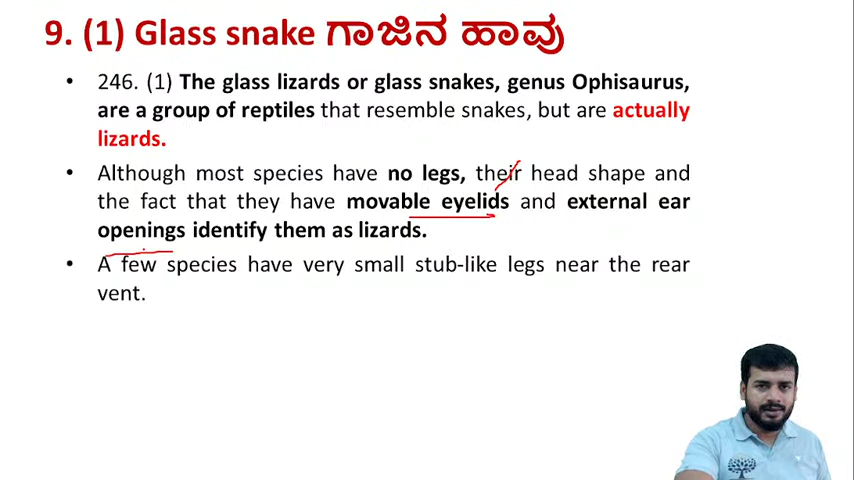 9. (1) Glass snake ಗಾಜಿನ ಹಾವು
• 246. (1) The glass lizards or glass snakes, genus Ophisaurus,
are a group of reptiles that resemble snakes, but are actually
lizards.
• Although most species have no legs, their head shape and
the fact that they have movable eyelids and external ear
openings identify them as lizards.
• A few species have very small stub-like legs near the rear
vent.